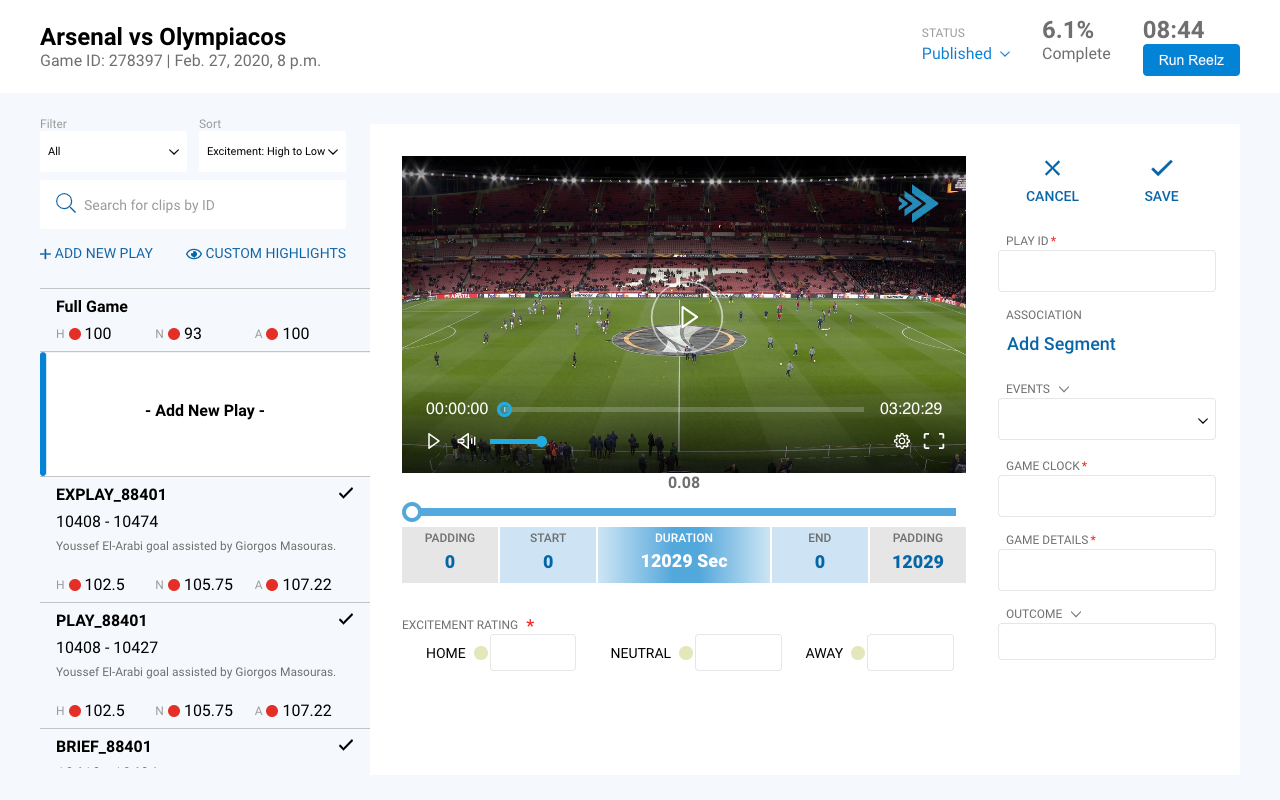 Arsenal vs Olympiacos
Game ID: 278397 | Feb. 27, 2020, 8 p.m.
STATUS
Published
6.1%
Complete
08:44
Run Reelz
Filter
All
Sort
Excitement: High to Low
Search for clips by ID
+ ADD NEW PLAY
CUSTOM HIGHLIGHTS
Full Game
H 100 N 93 A 100
- Add New Play -
EXPLAY_88401
10408 - 10474
Youssef El-Arabi goal assisted by Giorgos Masouras.
H 102.5 N 105.75 A 107.22
PLAY_88401
10408 - 10427
Youssef El-Arabi goal assisted by Giorgos Masouras.
H 102.5 N 105.75 A 107.22
BRIEF_88401
00:00:00
03:20:29
0.08
PADDING START DURATION END PADDING
0 0 12029 Sec 0 12029
EXCITEMENT RATING *
HOME NEUTRAL AWAY
CANCEL
SAVE
PLAY ID *
ASSOCIATION
Add Segment
EVENTS
GAME CLOCK *
GAME DETAILS *
OUTCOME